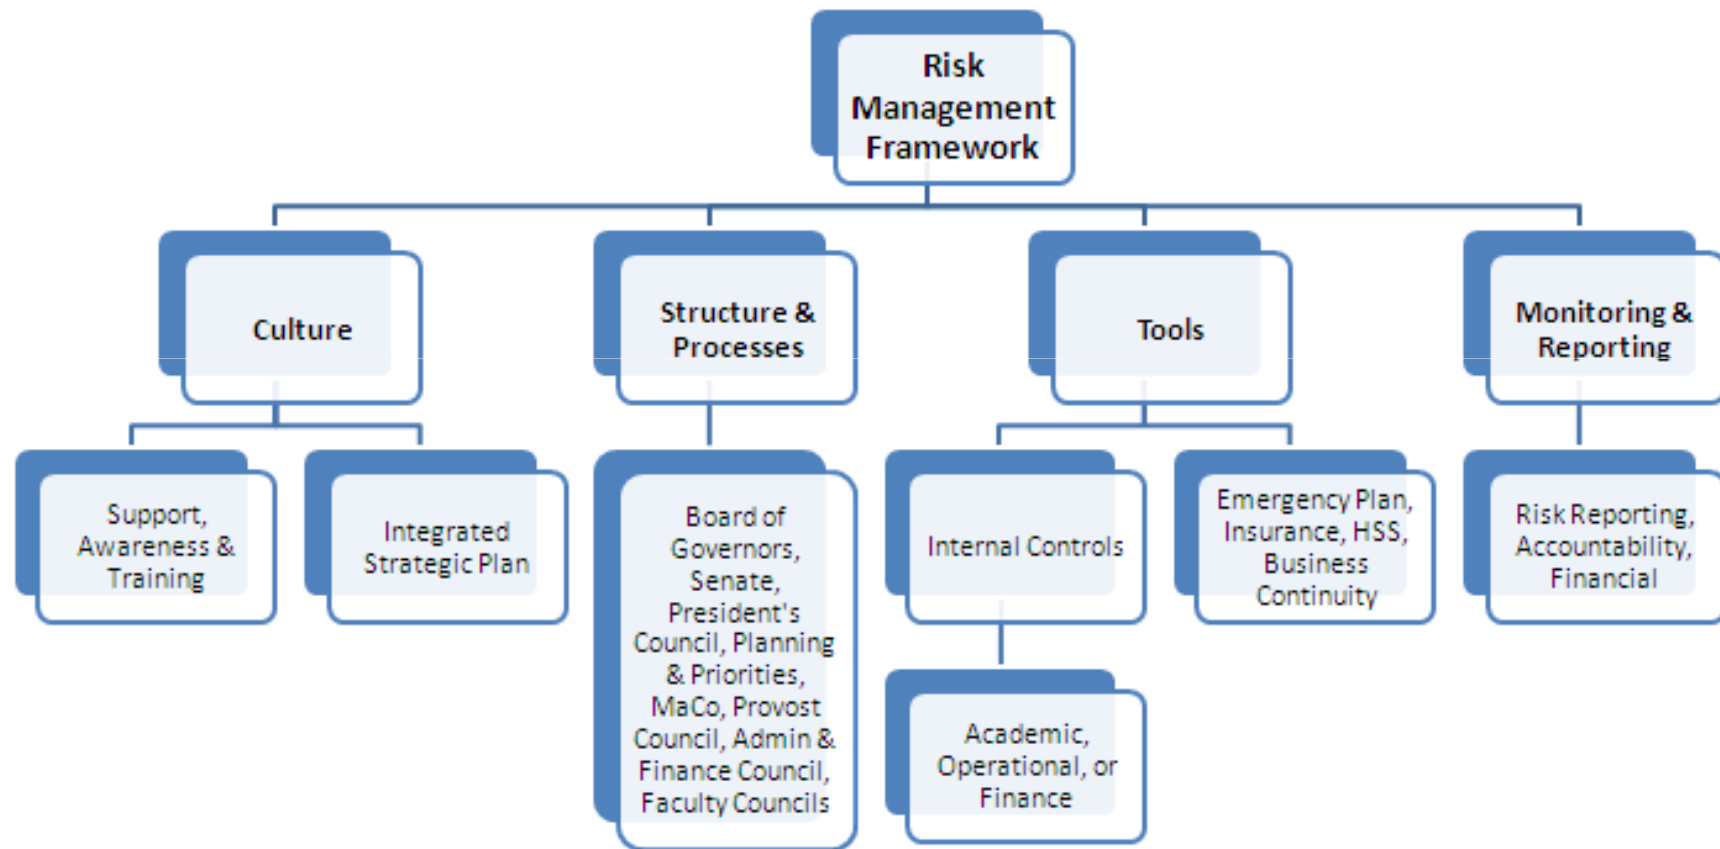 Risk
Management
Framework
Culture
Structure &
Processes
Tools
Monitoring &
Reporting
Support,
Awareness &
Training
Integrated
Strategic Plan
Board of
Governors,
Senate,
President's
Council, Planning
& Priorities,
MaCo, Provost
Council, Admin &
Finance Council,
Faculty Councils
Internal Controls
Emergency Plan,
Insurance, HSS,
Business
Continuity
Risk Reporting,
Accountability,
Financial
Academic,
Operational, or
Finance